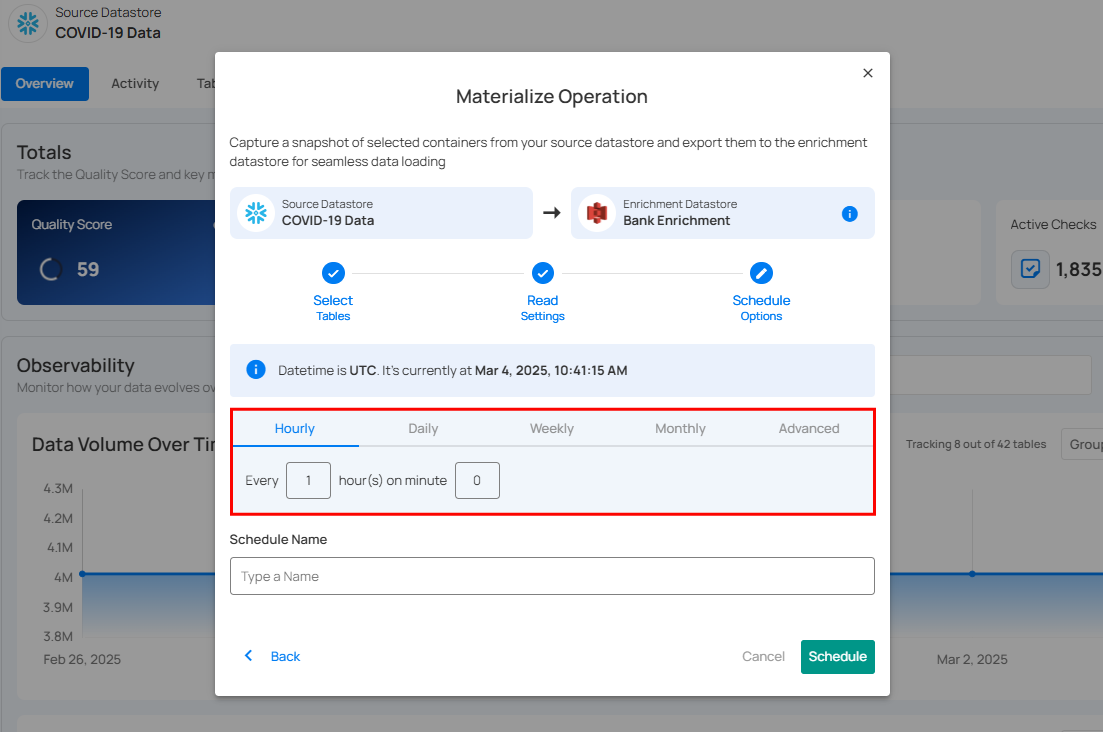 Source Datastore
COVID-19 Data
Overview
Activity
Materialize Operation
Capture a snapshot of selected containers from your source datastore and export them to the enrichment
datastore for seamless data loading
Totals
Track the Quality Score and key
Quality Score
59
Source Datastore
COVID-19 Data
Enrichment Datastore
Bank Enrichment
Active Checks
1,835
Select
Tables
Read
Settings
Schedule
Options
Datetime is UTC. It's currently at Mar 4, 2025, 10:41:15 AM
Observability
Monitor how your data evolves
Hourly
Daily
Weekly
Monthly
Advanced
Every 1 hour(s) on minute 0
Data Volume Over
Tracking 8 out of 42 tables
4.3M
4.2M
4.1M
4M
3.9M
3.8M
Feb 26, 2025
Mar 2, 2025
Schedule Name
Type a Name
Back
Cancel
Schedule